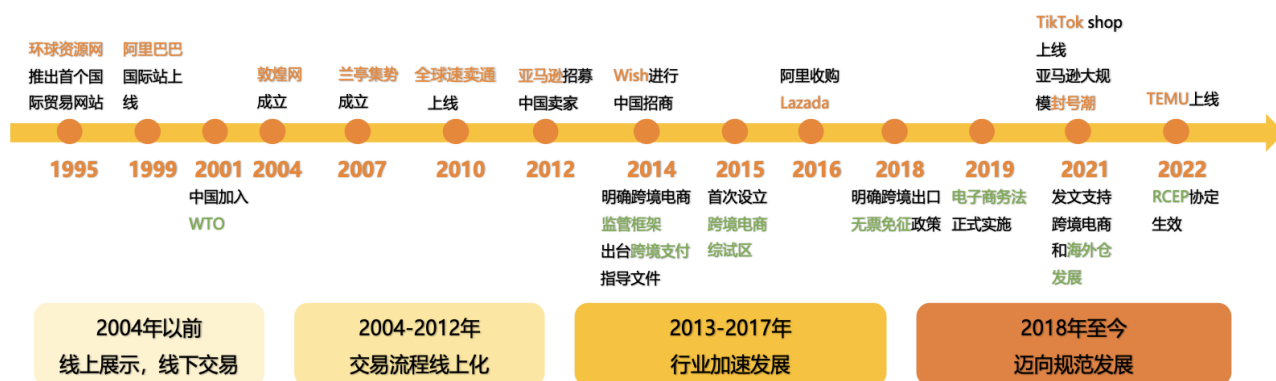 环球资源网
推出首个国
际贸易网站
阿里巴巴
国际站上
线
敦煌网
成立
兰亭集势
成立
全球速卖通
上线
亚马逊招募
中国卖家
Wish进行
中国招商
阿里收购
Lazada
TikTok shop
上线
亚马逊大规
模封号潮
TEMU上线
1995
1999
2001
2004
2007
2010
2012
2014
2015
2016
2018
2019
2021
2022
中国加入
WTO
明确跨境电商
监管框架
出台跨境支付
指导文件
首次设立
跨境电商
综试区
明确跨境出口
无票免征政策
电子商务法
正式实施
发文支持
跨境电商
和海外仓
发展
RCEP协定
生效
2004年以前
线上展示，线下交易
2004-2012年
交易流程线上化
2013-2017年
行业加速发展
2018年至今
迈向规范发展